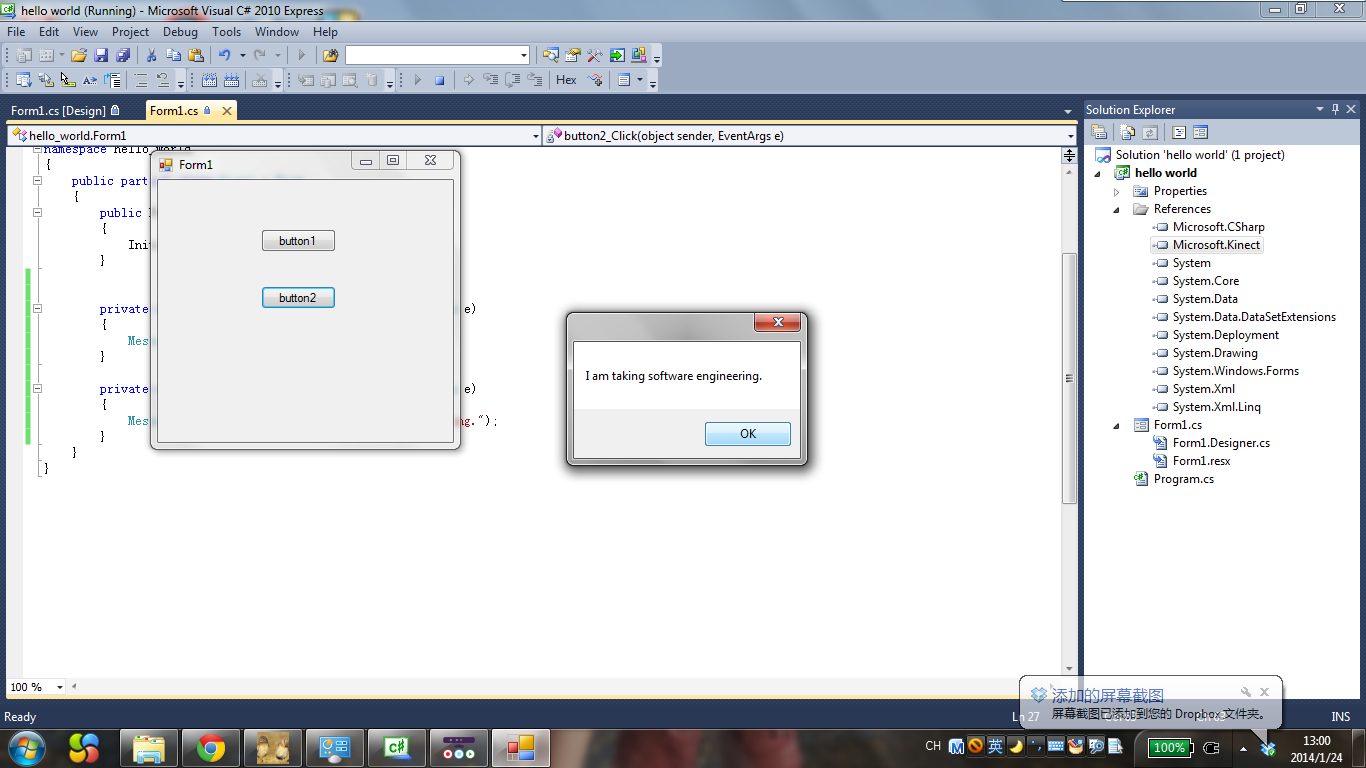 hello world (Running) - Microsoft Visual C# 2010 Express
File Edit View Project Debug Tools Window Help
Hex
Form1.cs [Design] Form1.cs
hello_world.Form1 button2_Click(object sender, EventArgs e)
namespace hello_world
{
public part
{
public
{
Ini
}
private e)
{
Mes
}
private e)
{
Mes ng.");
}
}
}
Form1
button1
button2
I am taking software engineering.
OK
Solution Explorer
Solution 'hello world' (1 project)
hello world
Properties
References
Microsoft.CSharp
Microsoft.Kinect
System
System.Core
System.Data
System.Data.DataSetExtensions
System.Deployment
System.Drawing
System.Windows.Forms
System.Xml
System.Xml.Linq
Form1.cs
Form1.Designer.cs
Form1.resx
Program.cs
100 %
添加的屏幕截图
屏幕截图已添加到您的 Dropbox 文件夹。
Ready Ln 27 INS
CH 英 100% 13:00
2014/1/24